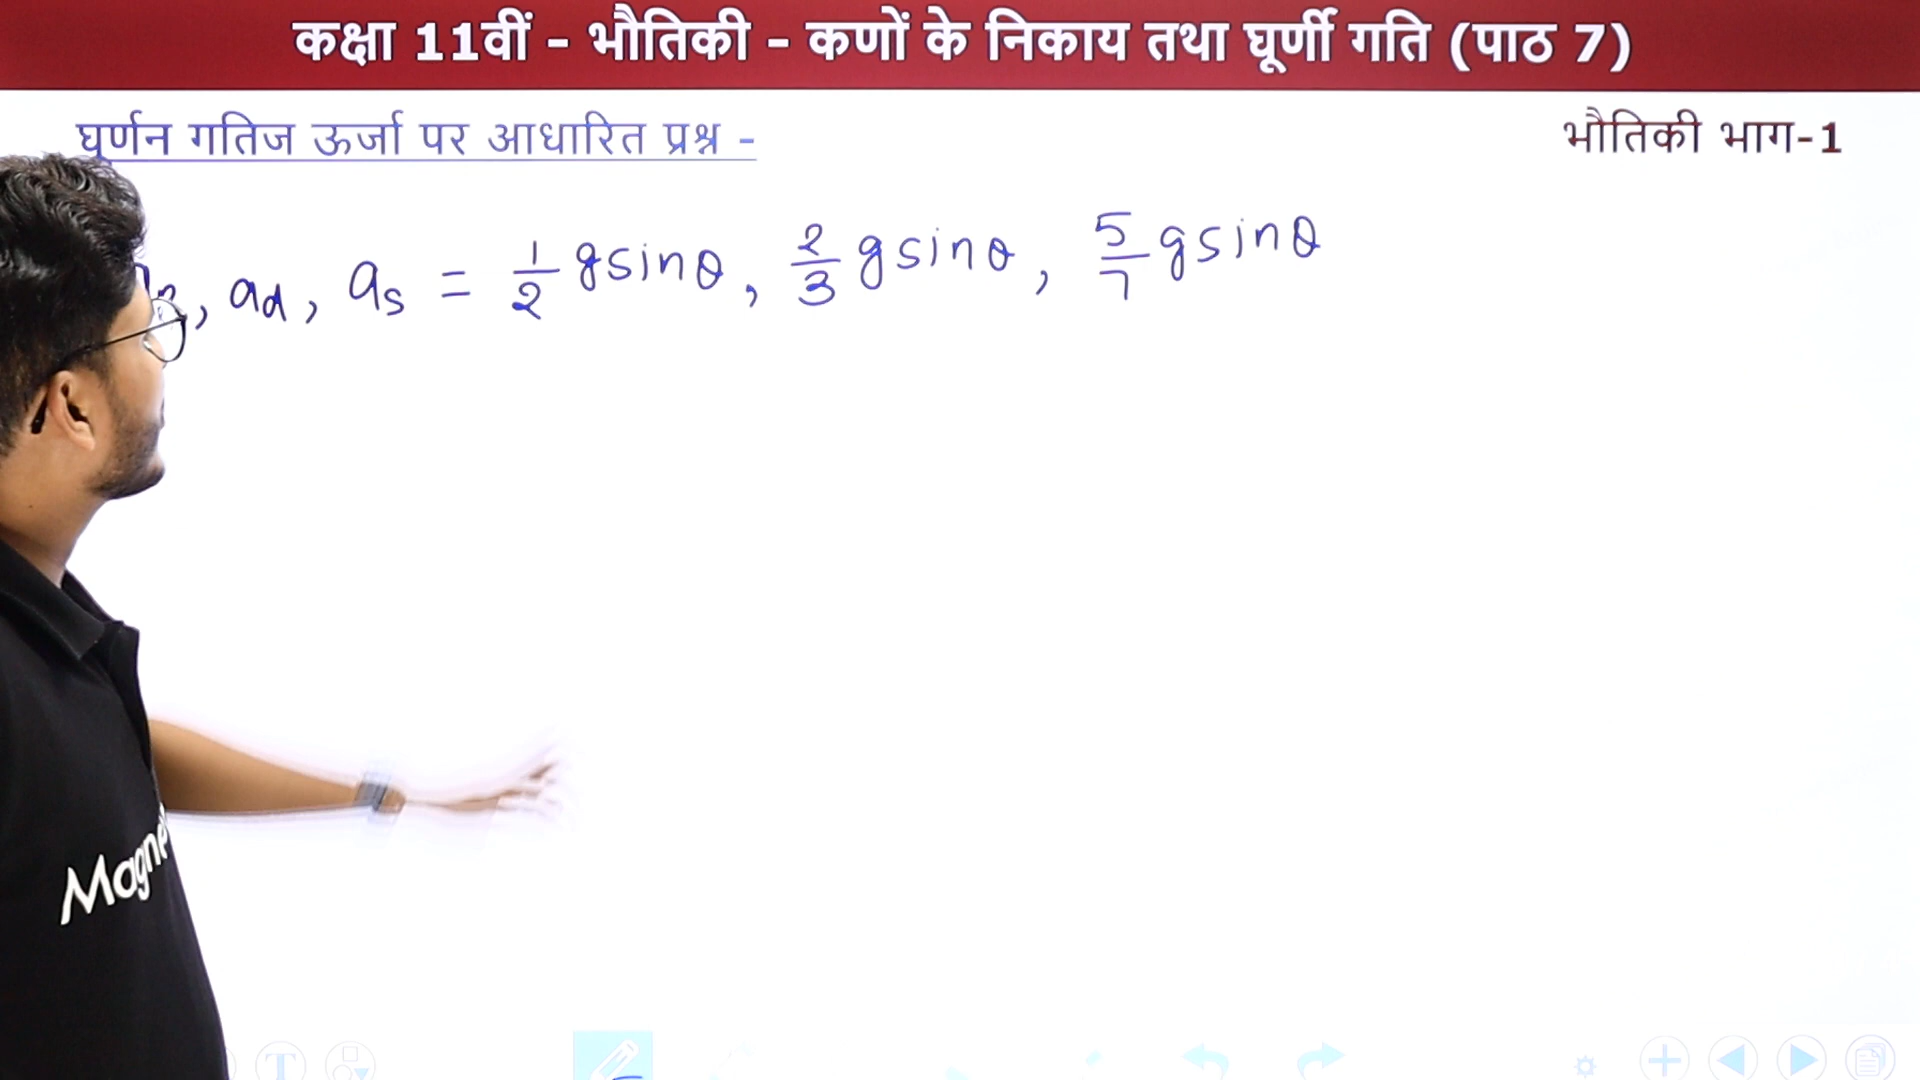 कक्षा 11वीं - भौतिकी - कणों के निकाय तथा घूर्णी गति (पाठ 7)
घूर्णन गतिज ऊर्जा पर आधारित प्रश्न -
भौतिकी भाग-1
, ad, as = 1/2 gsinθ, 2/3 gsinθ, 5/7 gsinθ
T